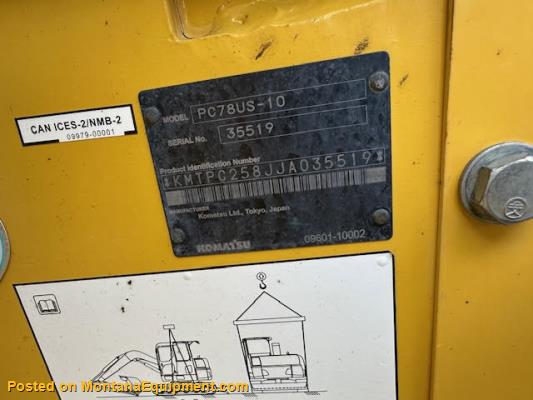 CAN ICES-2/NMB-2
09979-00001
MODEL PC78US-10
SERIAL No. 35519
Product Identification Number
*KMTPC258JJA035519*
MANUFACTURER
Komatsu Ltd., Tokyo, Japan
KOMATSU
09601-10002
Posted on MontanaEquipment.com